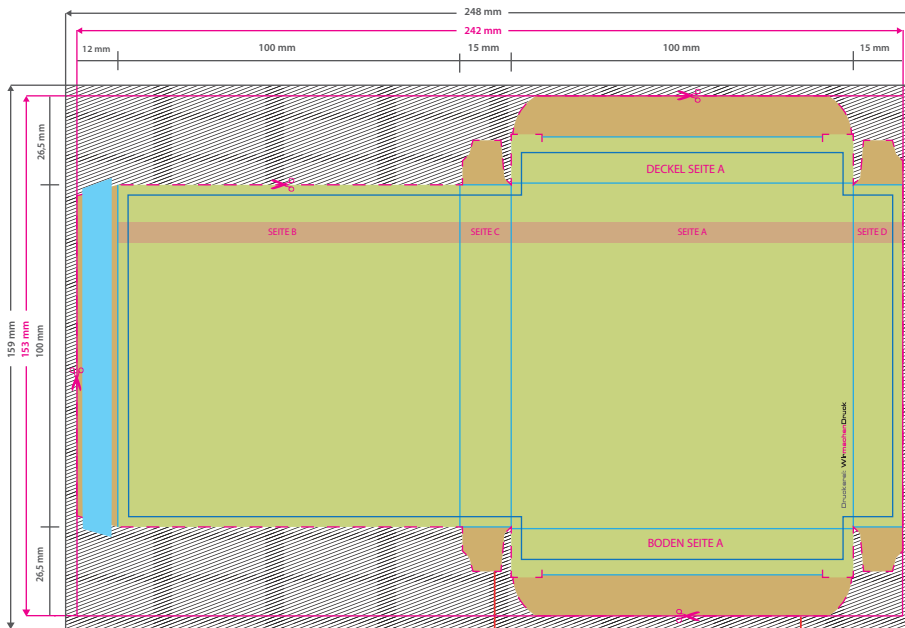 248 mm
242 mm
12 mm
100 mm
15 mm
100 mm
15 mm
26,5 mm
DECKEL SEITE A
SEITE B
SEITE C
SEITE A
SEITE D
159 mm
153 mm
100 mm
Druckerei: WIRmachenDruck
26,5 mm
BODEN SEITE A